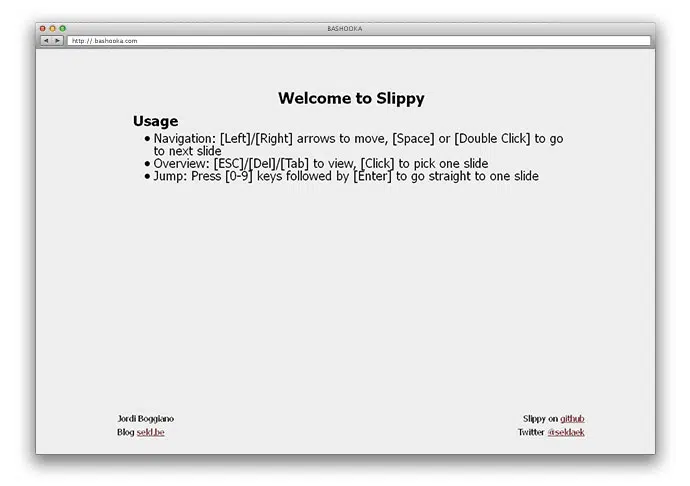 BASHOOKA
http://bashooka.com
Welcome to Slippy
Usage
• Navigation: [Left]/[Right] arrows to move, [Space] or [Double Click] to go
to next slide
• Overview: [ESC]/[Del]/[Tab] to view, [Click] to pick one slide
• Jump: Press [0-9] keys followed by [Enter] to go straight to one slide
Jordi Boggiano
Blog seld.be
Slippy on github
Twitter @seldaek